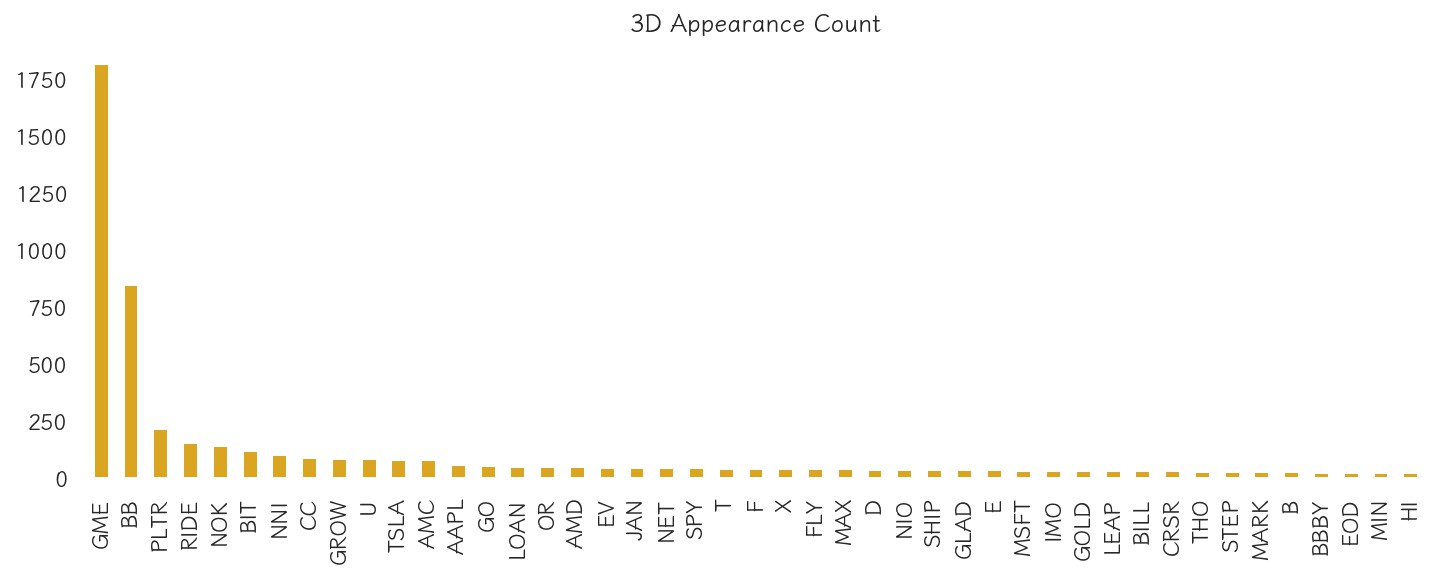 3D Appearance Count
1750
1500
1250
1000
750
500
250
0
GME
BB
PLTR
RIDE
NOK
BIT
NNI
CC
GROW
U
TSLA
AMC
AAPL
GO
LOAN
OR
AMD
EV
JAN
NET
SPY
T
F
X
FLY
MAX
D
NIO
SHIP
GLAD
E
MSFT
IMO
GOLD
LEAP
BILL
CRSR
THO
STEP
MARK
B
BBBY
EOD
MIN
HI